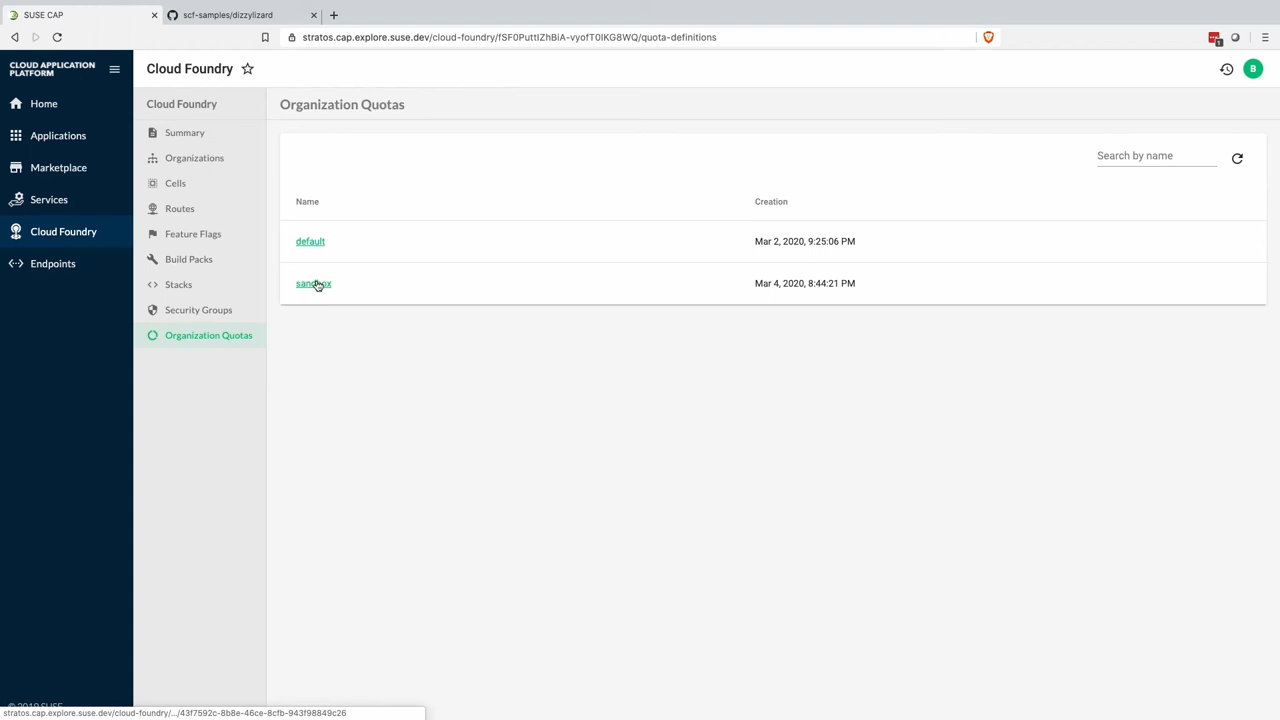 SUSE CAP
scf-samples/dizzylizard
stratos.cap.explore.suse.dev/cloud-foundry/fSF0PuttIZhBiA-vyofT0IKG8WQ/quota-definitions
1
CLOUD APPLICATION
PLATFORM
Home
Applications
Marketplace
Services
Cloud Foundry
Endpoints
Cloud Foundry
B
Cloud Foundry
Summary
Organizations
Cells
Routes
Feature Flags
Build Packs
Stacks
Security Groups
Organization Quotas
Organization Quotas
Search by name
Name Creation
default Mar 2, 2020, 9:25:06 PM
sandbox Mar 4, 2020, 8:44:21 PM
© 2019 SUSE
stratos.cap.explore.suse.dev/cloud-foundry/.../43f7592c-8b8e-46ce-8cfb-943f98849c26